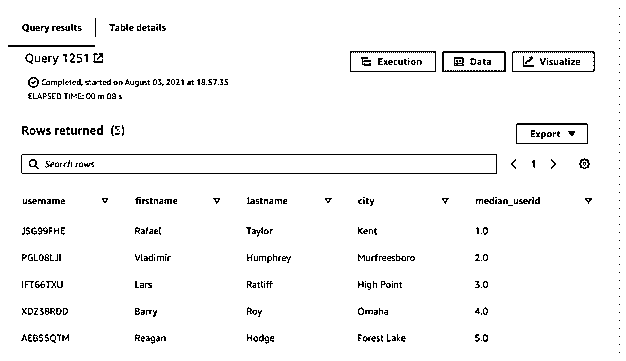 Query results Table details
Query 1251
Completed, started on August 03, 2021 at 18:57:35
ELAPSED TIME: 00 m 08 s
Execution Data Visualize
Rows returned
Export
Search rows
1
username firstname lastname city median_userid
JSG99FHE Rafael Taylor Kent 1.0
PGL08LJI Vladimir Humphrey Murfreesboro 2.0
IFT66TXU Lars Ratliff High Point 3.0
XDZ38RDD Barry Roy Omaha 4.0
AEB55QTM Reagan Hodge Forest Lake 5.0